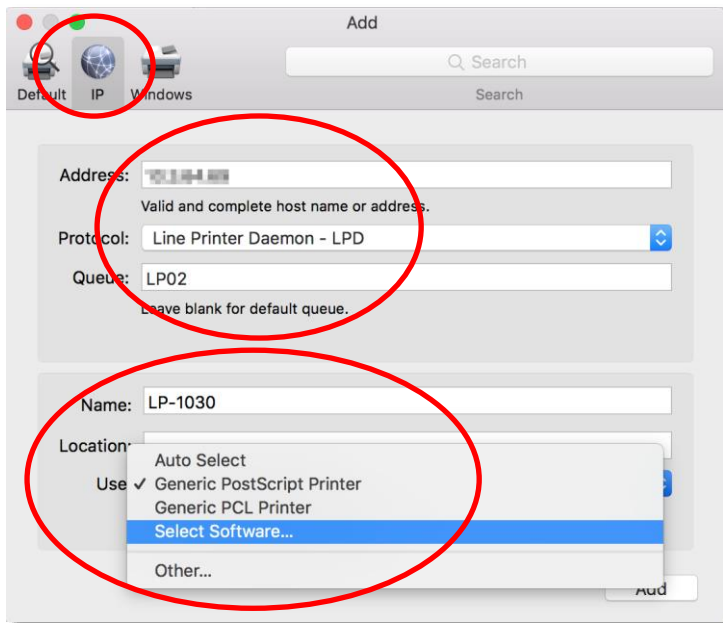 Add
Search
Default IP Windows Search
Address:
Valid and complete host name or address.
Protocol: Line Printer Daemon - LPD
Queue: LP02
Leave blank for default queue.
Name: LP-1030
Location:
Auto Select
Use ✓ Generic PostScript Printer
Generic PCL Printer
Select Software...
Other...
Add